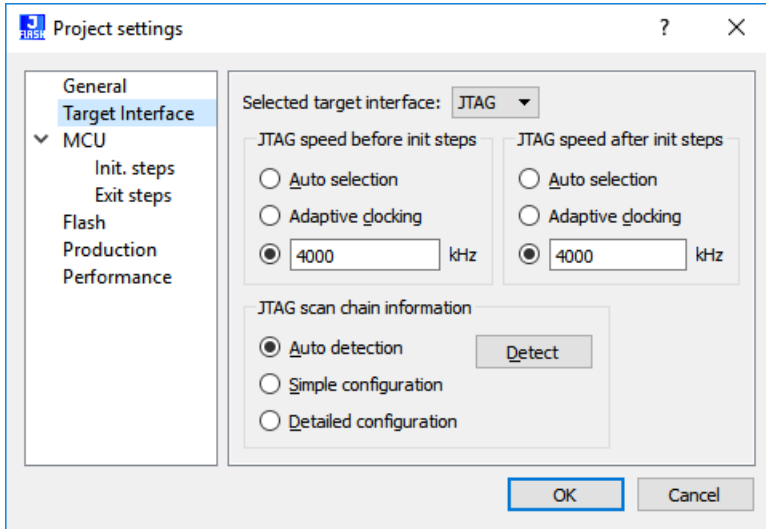 J FLASH Project settings ? ×
General
Target Interface
MCU
Init. steps
Exit steps
Flash
Production
Performance
Selected target interface: JTAG
JTAG speed before init steps
Auto selection
Adaptive clocking
4000 kHz
JTAG speed after init steps
Auto selection
Adaptive clocking
4000 kHz
JTAG scan chain information
Auto detection
Detect
Simple configuration
Detailed configuration
OK Cancel